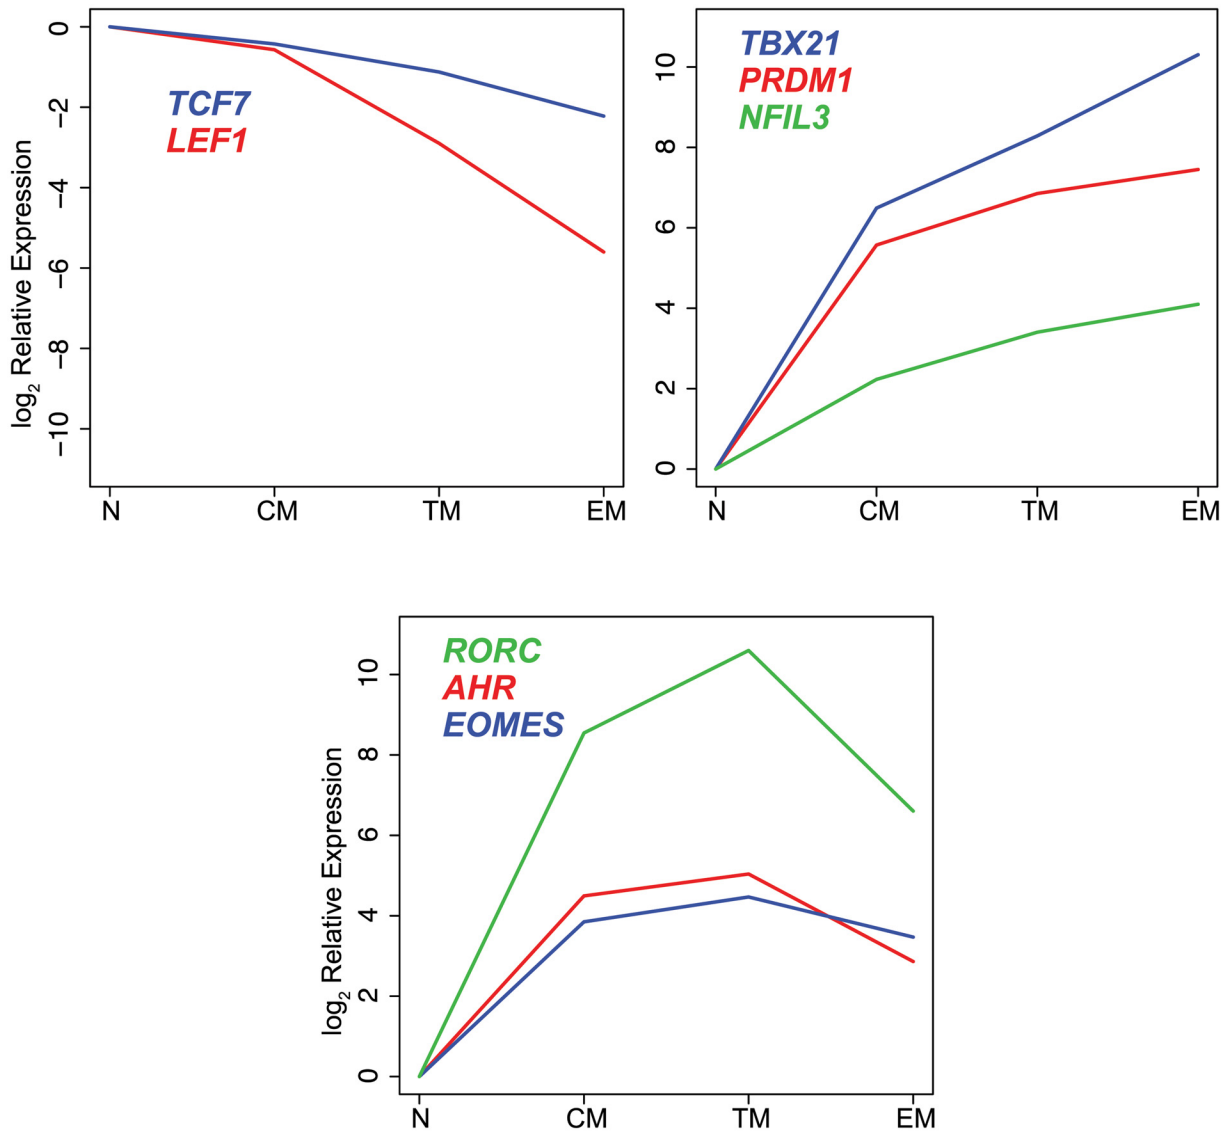 log2 Relative Expression
0
−2
−4
−6
−8
−10
TCF7
LEF1
N CM TM EM
10
8
6
4
2
0
TBX21
PRDM1
NFIL3
N CM TM EM
log2 Relative Expression
10
8
6
4
2
0
RORC
AHR
EOMES
N CM TM EM